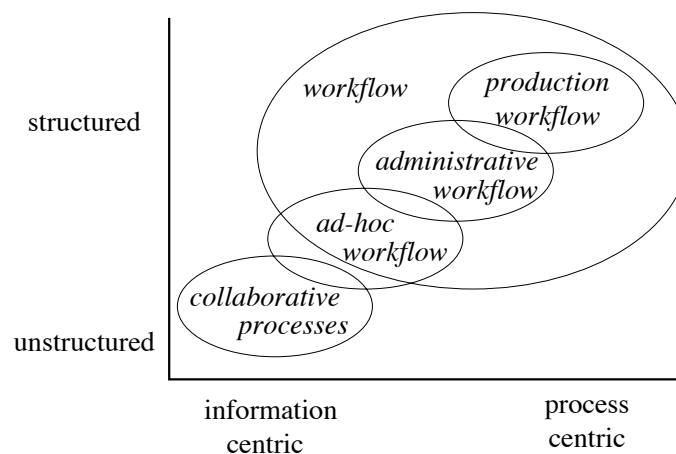 workflow
production
workflow
structured
administrative
workflow
ad-hoc
workflow
collaborative
processes
unstructured
information
centric
process
centric